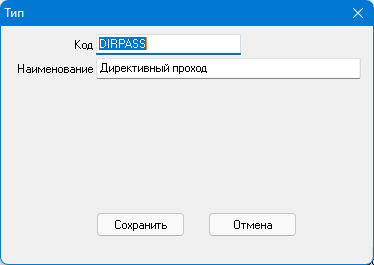 Тип
Код DIRPASS
Наименование Директивный проход
Сохранить Отмена